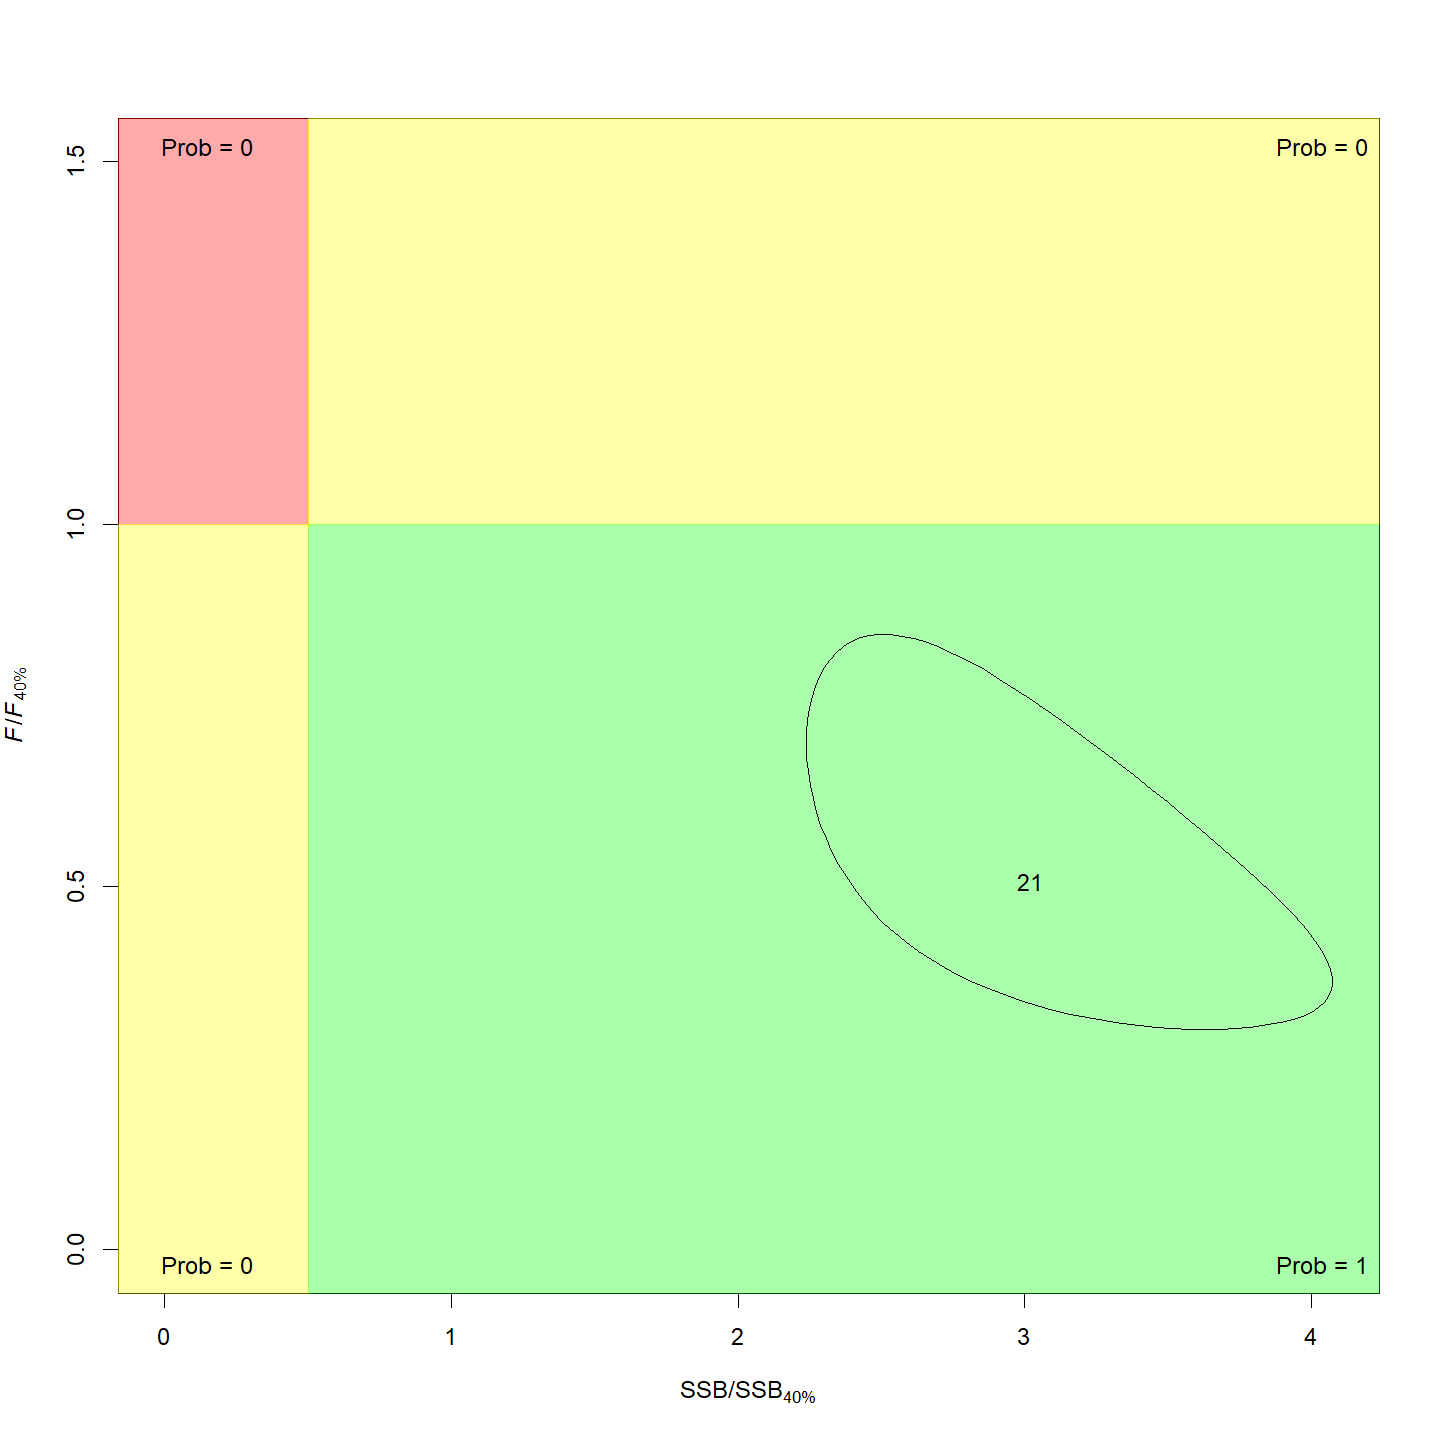 Prob = 0
Prob = 0
1.5
1.0
0.5
0.0
F/F40%
21
Prob = 0
Prob = 1
0
1
2
3
4
SSB/SSB40%